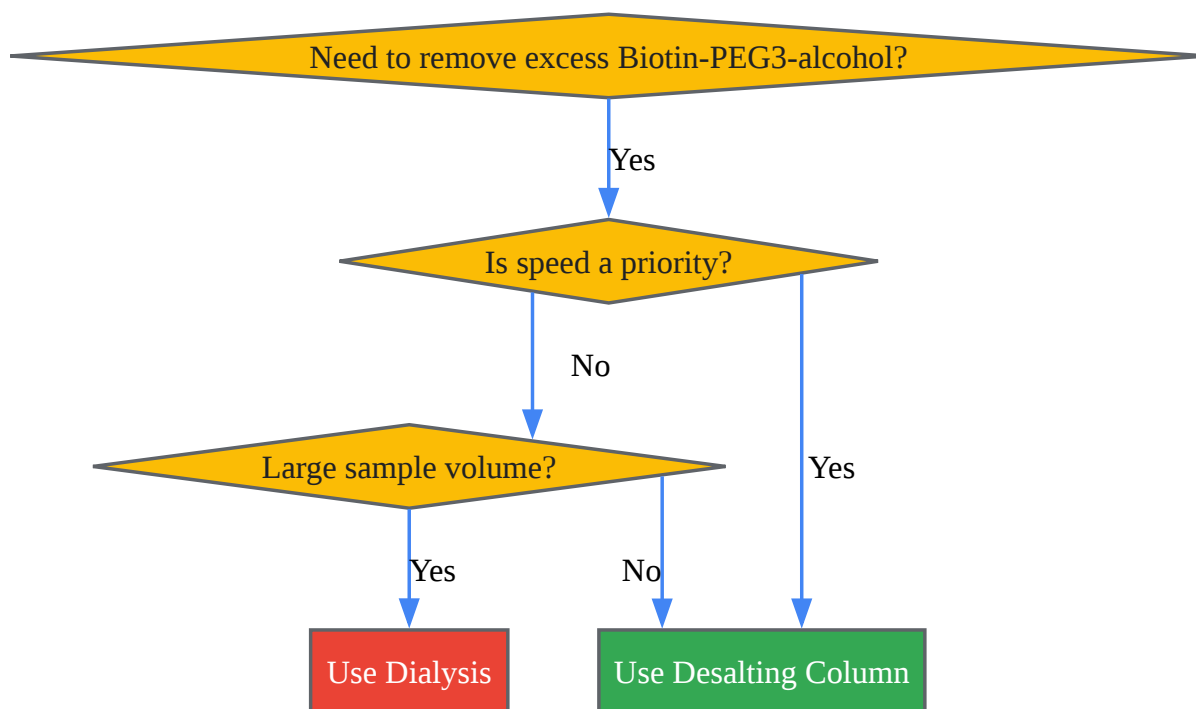 Need to remove excess Biotin-PEG3-alcohol?
Yes
Is speed a priority?
No
Large sample volume?
Yes
Yes
No
Use Dialysis
Use Desalting Column